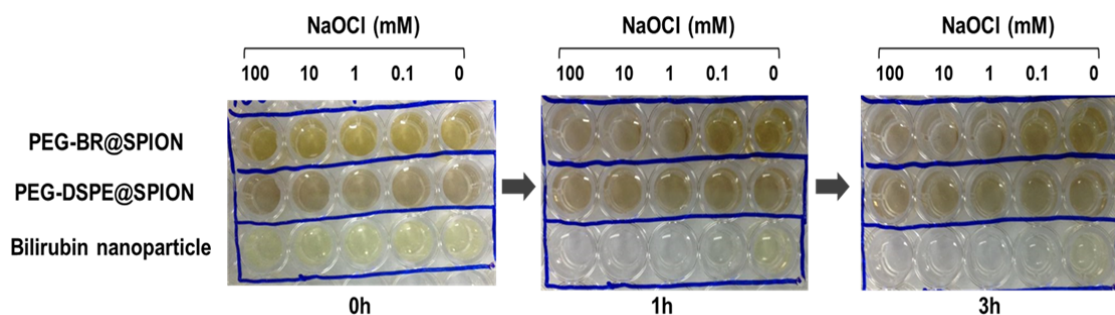 NaOCl (mM) NaOCl (mM) NaOCl (mM)
100 10 1 0.1 0 100 10 1 0.1 0 100 10 1 0.1 0
PEG-BR@SPION
PEG-DSPE@SPION
Bilirubin nanoparticle
0h 1h 3h